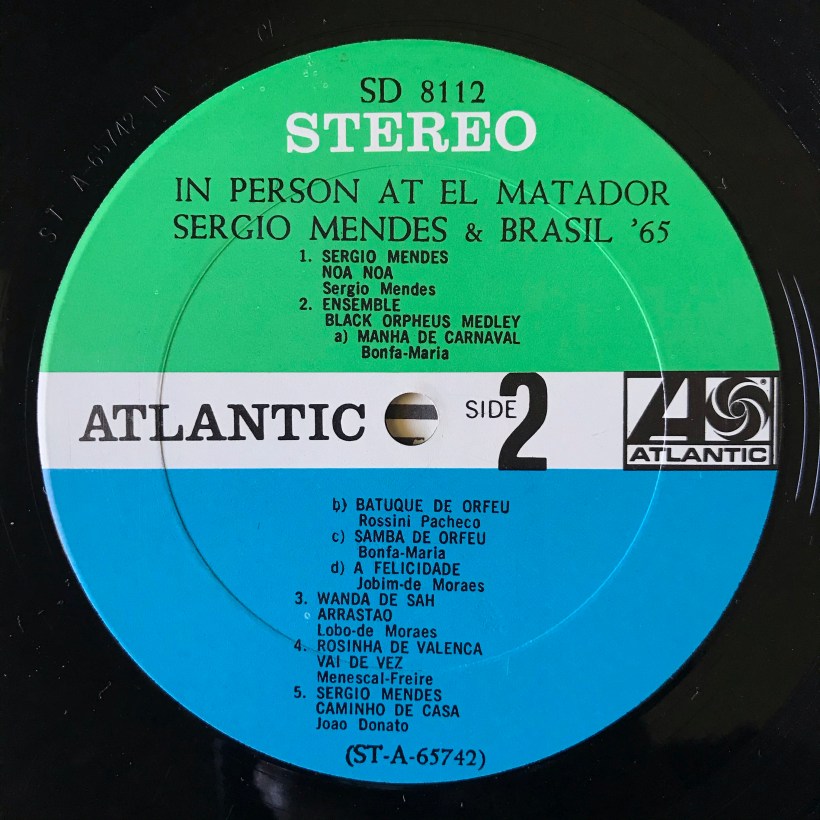 SD 8112
STEREO
IN PERSON AT EL MATADOR
SERGIO MENDES & BRASIL '65
1. SERGIO MENDES
NOA NOA
Sergio Mendes
2. ENSEMBLE
BLACK ORPHEUS MEDLEY
a) MANHA DE CARNAVAL
Bonfa-Maria
ATLANTIC
SIDE 2
ATLANTIC
b) BATUQUE DE ORFEU
Rossini Pacheco
c) SAMBA DE ORFEU
Bonfa-Maria
d) A FELICIDADE
Jobim-de Moraes
3. WANDA DE SAH
ARRASTAO
Lobo-de Moraes
4. ROSINHA DE VALENCA
VAI DE VEZ
Menescal-Freire
5. SERGIO MENDES
CAMINHO DE CASA
Joao Donato
(ST-A-65742)
ST A-65742 1A